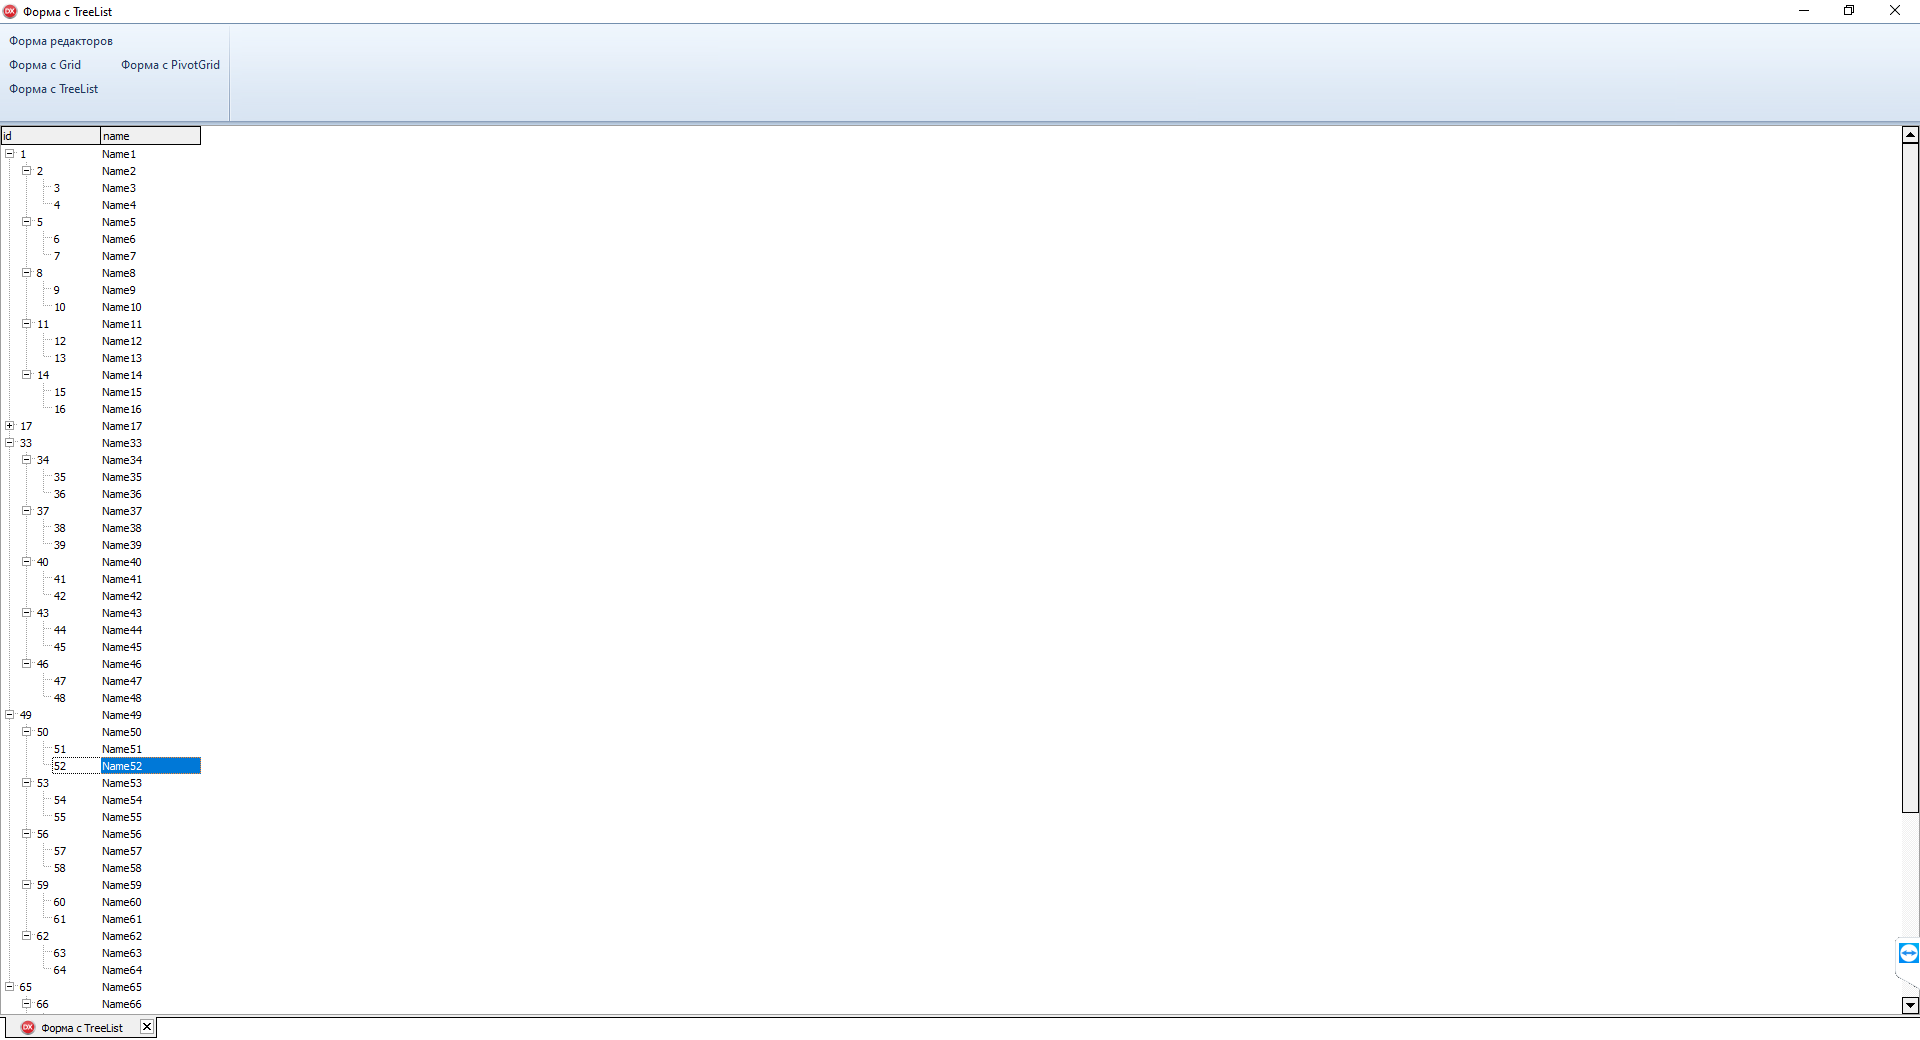 Форма с TreeList
Форма редакторов
Форма с Grid Форма с PivotGrid
Форма с TreeList
id name
1 Name1
2 Name2
3 Name3
4 Name4
5 Name5
6 Name6
7 Name7
8 Name8
9 Name9
10 Name10
11 Name11
12 Name12
13 Name13
14 Name14
15 Name15
16 Name16
17 Name17
33 Name33
34 Name34
35 Name35
36 Name36
37 Name37
38 Name38
39 Name39
40 Name40
41 Name41
42 Name42
43 Name43
44 Name44
45 Name45
46 Name46
47 Name47
48 Name48
49 Name49
50 Name50
51 Name51
52 Name52
53 Name53
54 Name54
55 Name55
56 Name56
57 Name57
58 Name58
59 Name59
60 Name60
61 Name61
62 Name62
63 Name63
64 Name64
65 Name65
66 Name66
DX Форма с TreeList